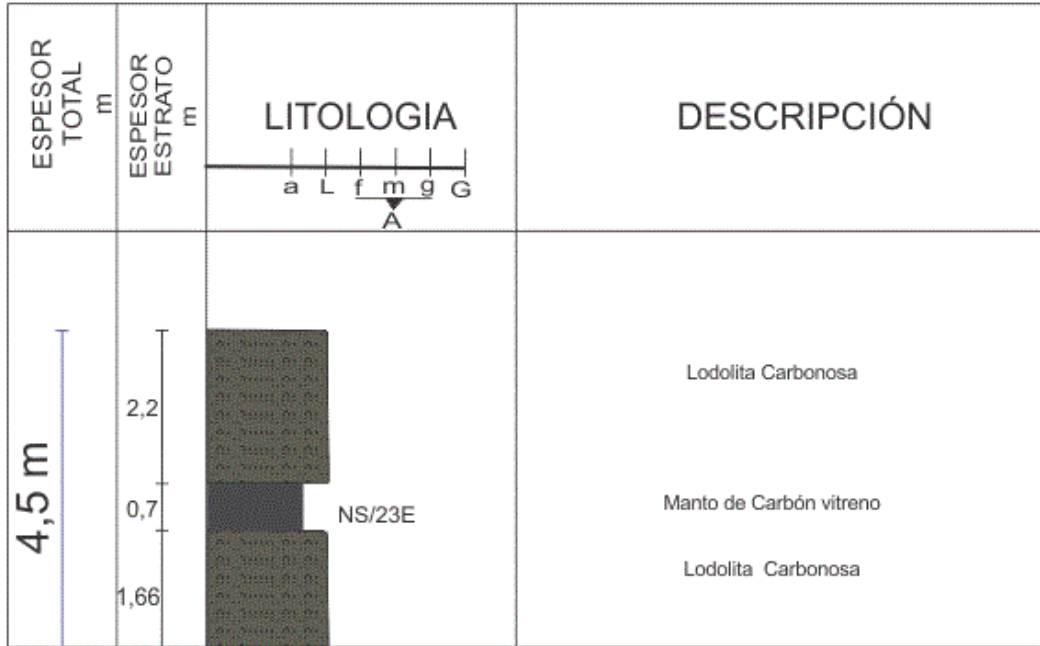 ESPESOR
TOTAL
m
ESPESOR
ESTRATO
m
LITOLOGIA
a L f m g G
A
DESCRIPCIÓN
4,5 m
2,2
Lodolita Carbonosa
0,7
NS/23E
Manto de Carbón vitreno
1,66
Lodolita Carbonosa